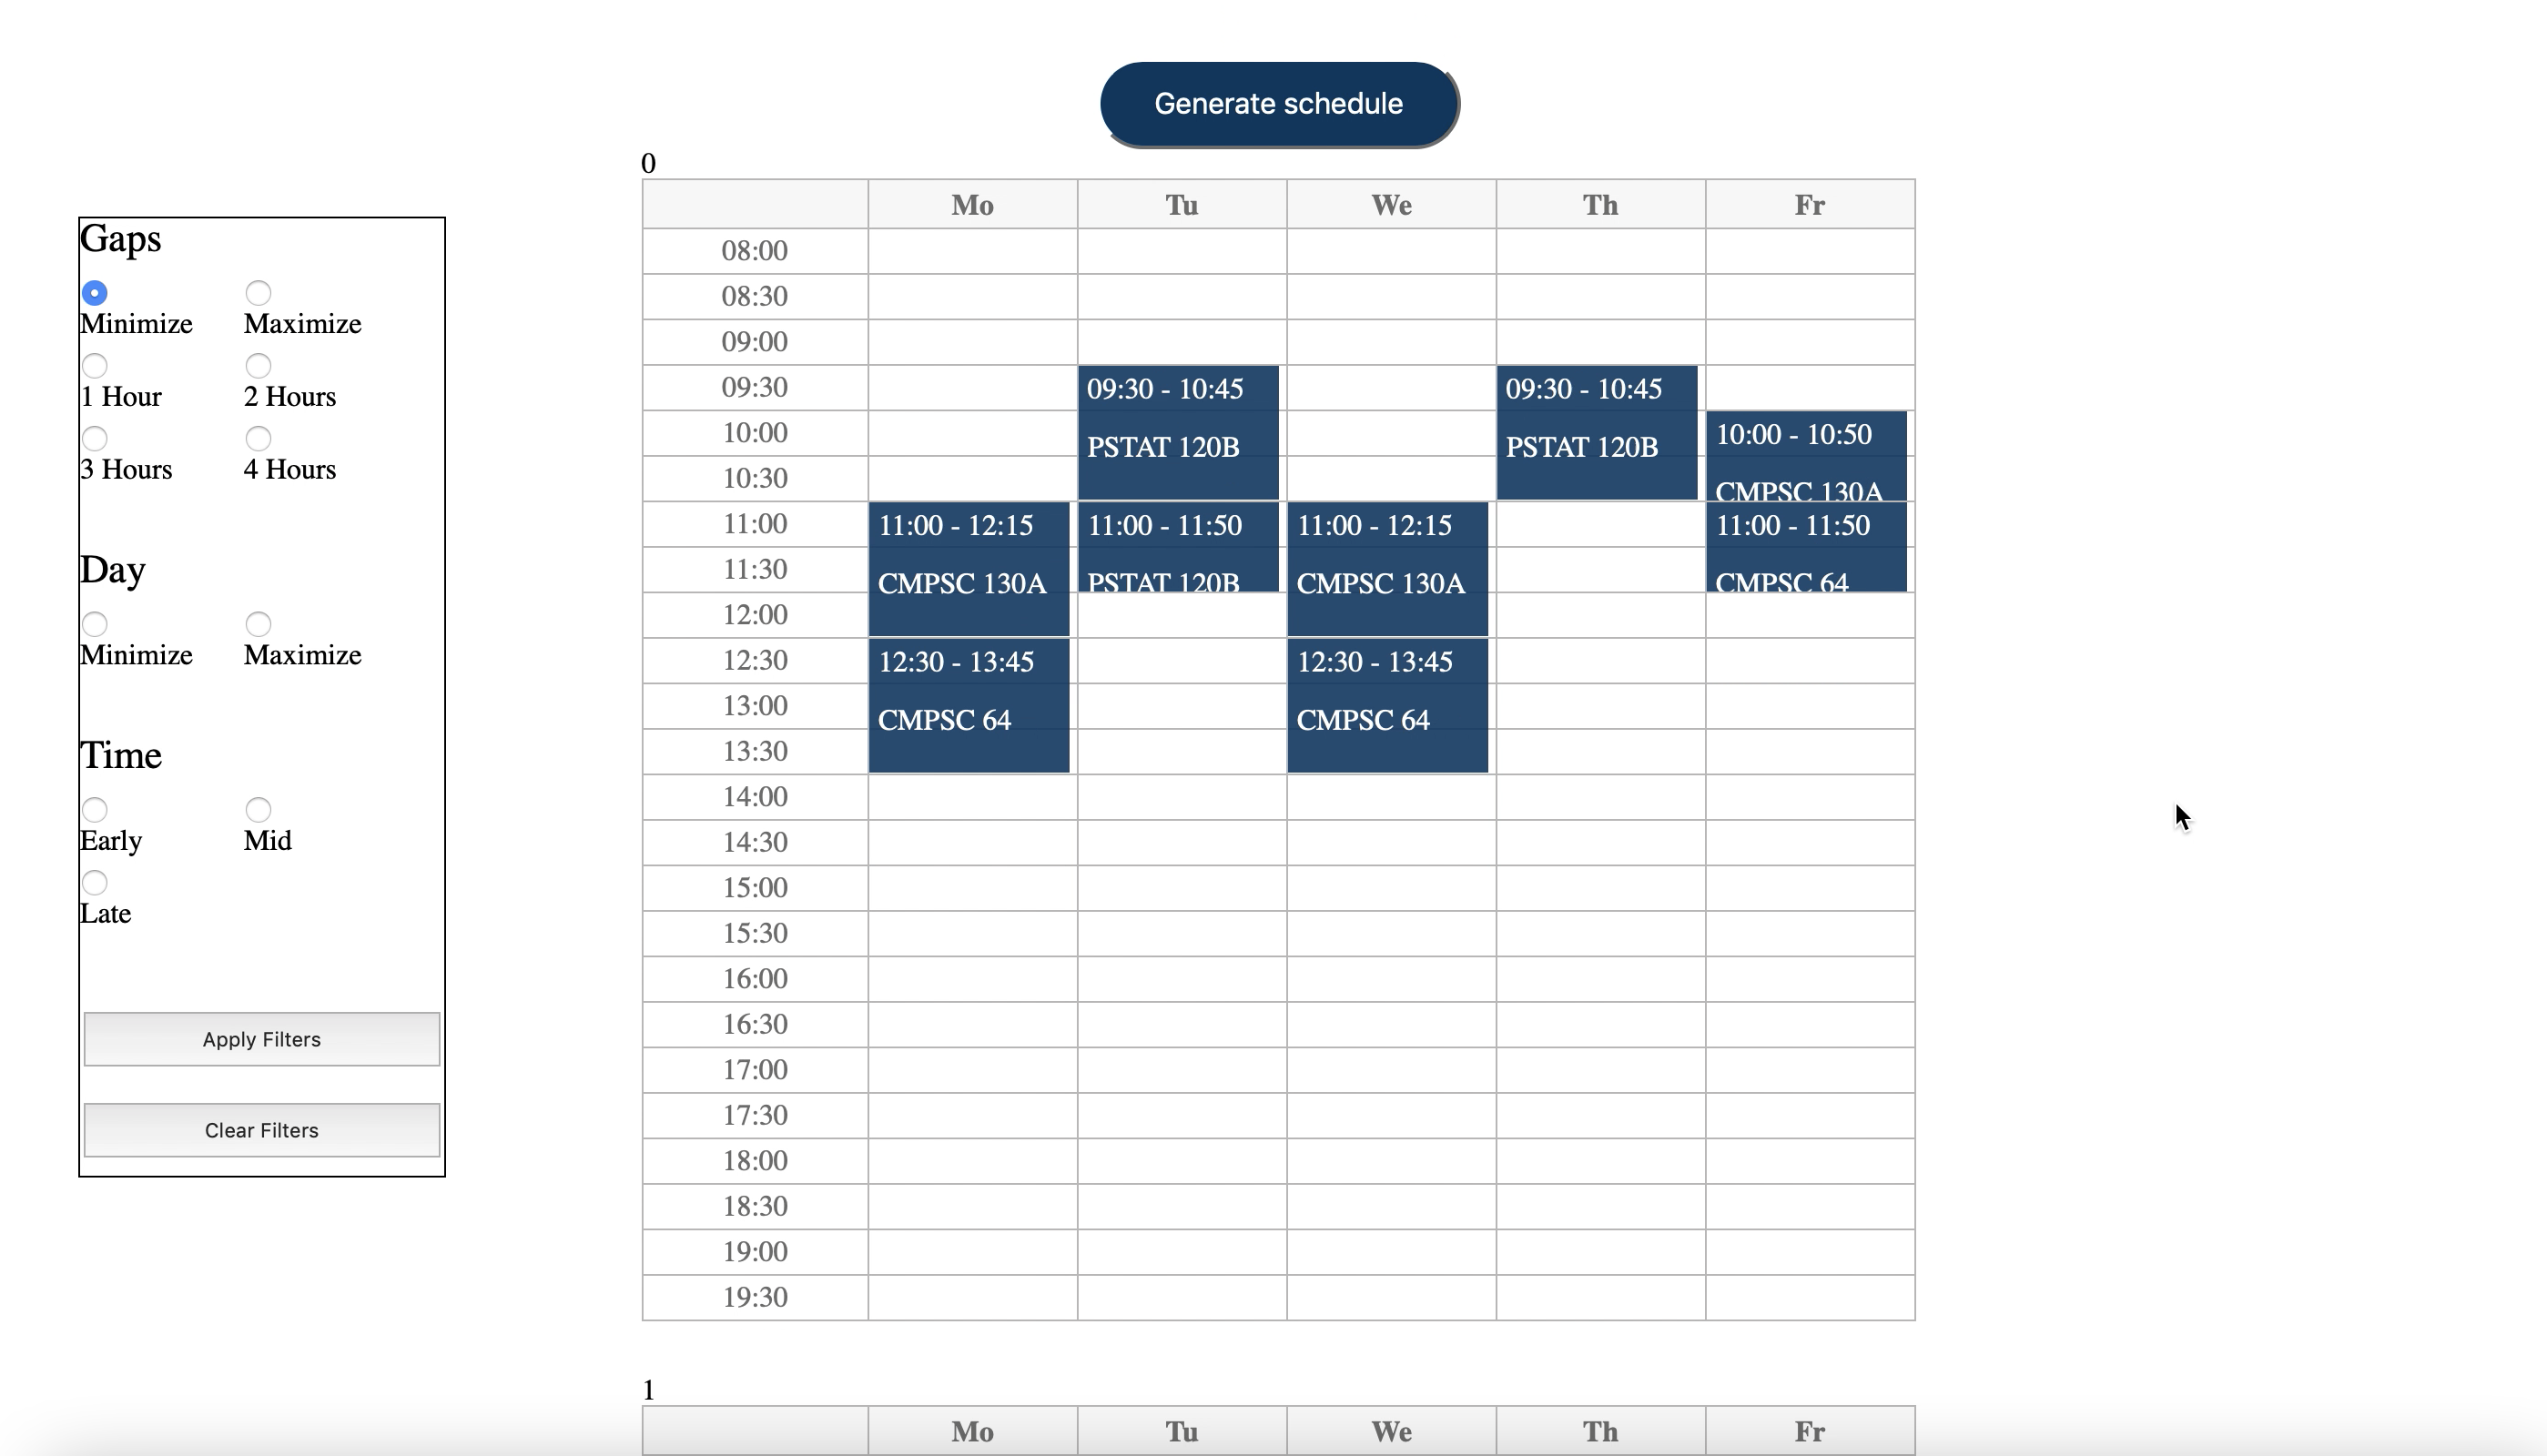 Generate schedule
Gaps
Minimize Maximize
1 Hour 2 Hours
3 Hours 4 Hours
Day
Minimize Maximize
Time
Early Mid
Late
Apply Filters
Clear Filters
0
Mo Tu We Th Fr
08:00
08:30
09:00
09:30 09:30 - 10:45 09:30 - 10:45
10:00 PSTAT 120B PSTAT 120B 10:00 - 10:50
10:30 CMPSC 130A
11:00 11:00 - 12:15 11:00 - 11:50 11:00 - 12:15 11:00 - 11:50
11:30 CMPSC 130A PSTAT 120B CMPSC 130A CMPSC 64
12:00
12:30 12:30 - 13:45 12:30 - 13:45
13:00 CMPSC 64 CMPSC 64
13:30
14:00
14:30
15:00
15:30
16:00
16:30
17:00
17:30
18:00
18:30
19:00
19:30
1
Mo Tu We Th Fr